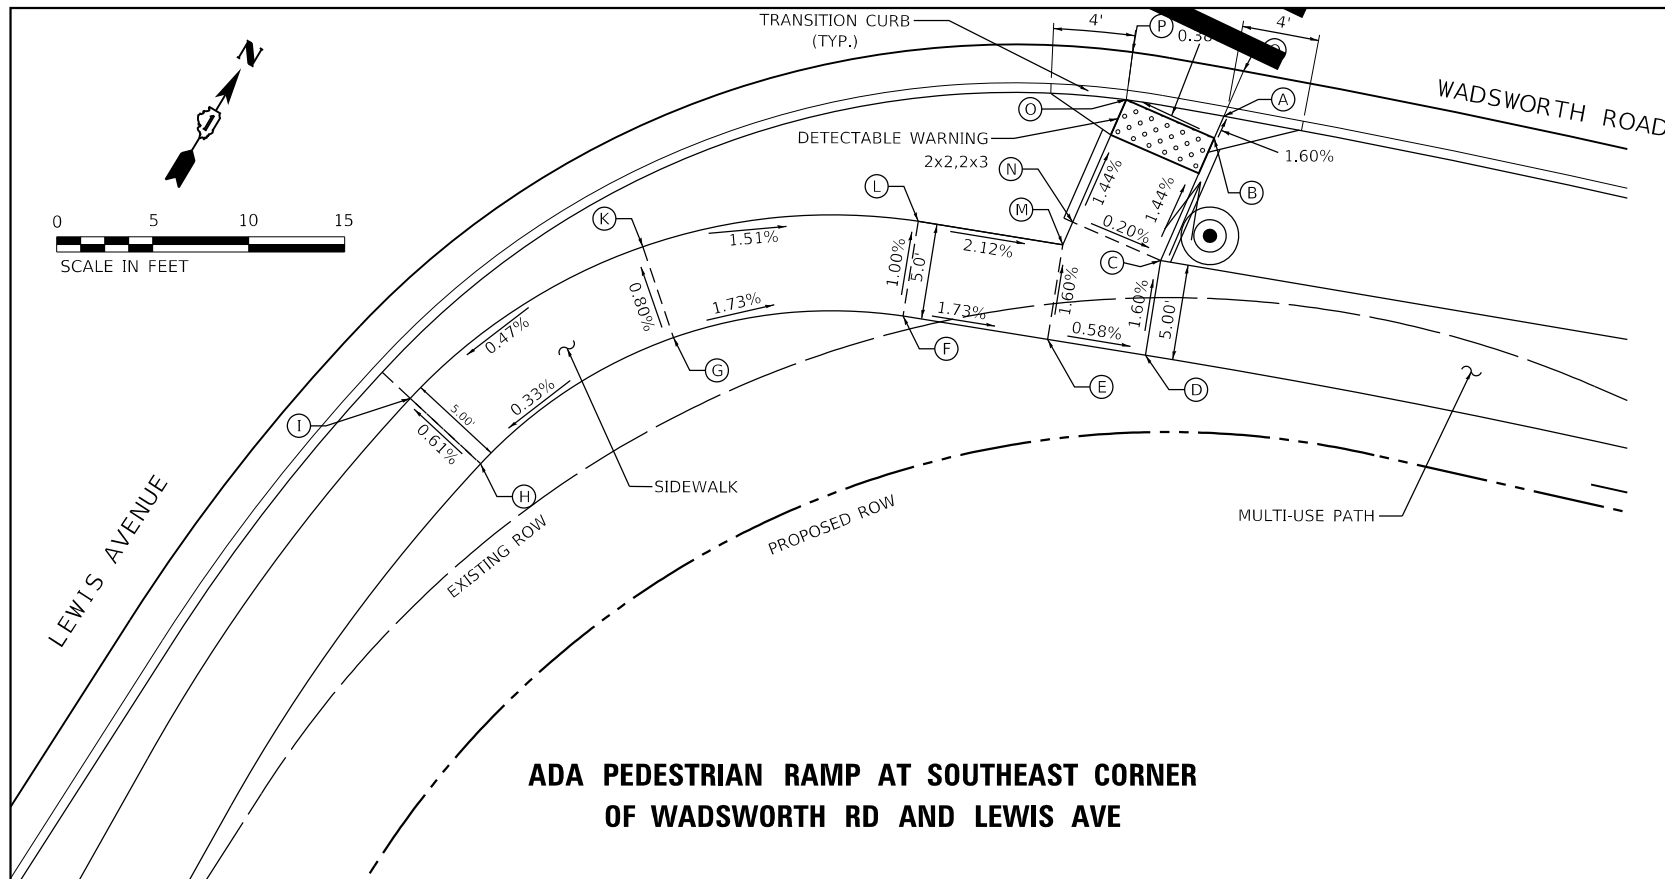 TRANSITION CURB
(TYP.)
4'
P
0.38
4'
N
O
A
WADSWORTH ROAD
DETECTABLE WARNING
2x2,2x3
1.60%
N
1.44%
1.44%
B
0 5 10 15
SCALE IN FEET
K
L
M
0.20%
C
1.51%
2.12%
1.00%
5.0'
1.60%
1.60%
5.00'
0.80%
1.73%
1.73%
0.58%
0.47%
F
G
E
D
0.33%
5.00'
I
0.61%
H
SIDEWALK
LEWIS AVENUE
EXISTING ROW
PROPOSED ROW
MULTI-USE PATH
ADA PEDESTRIAN RAMP AT SOUTHEAST CORNER
OF WADSWORTH RD AND LEWIS AVE